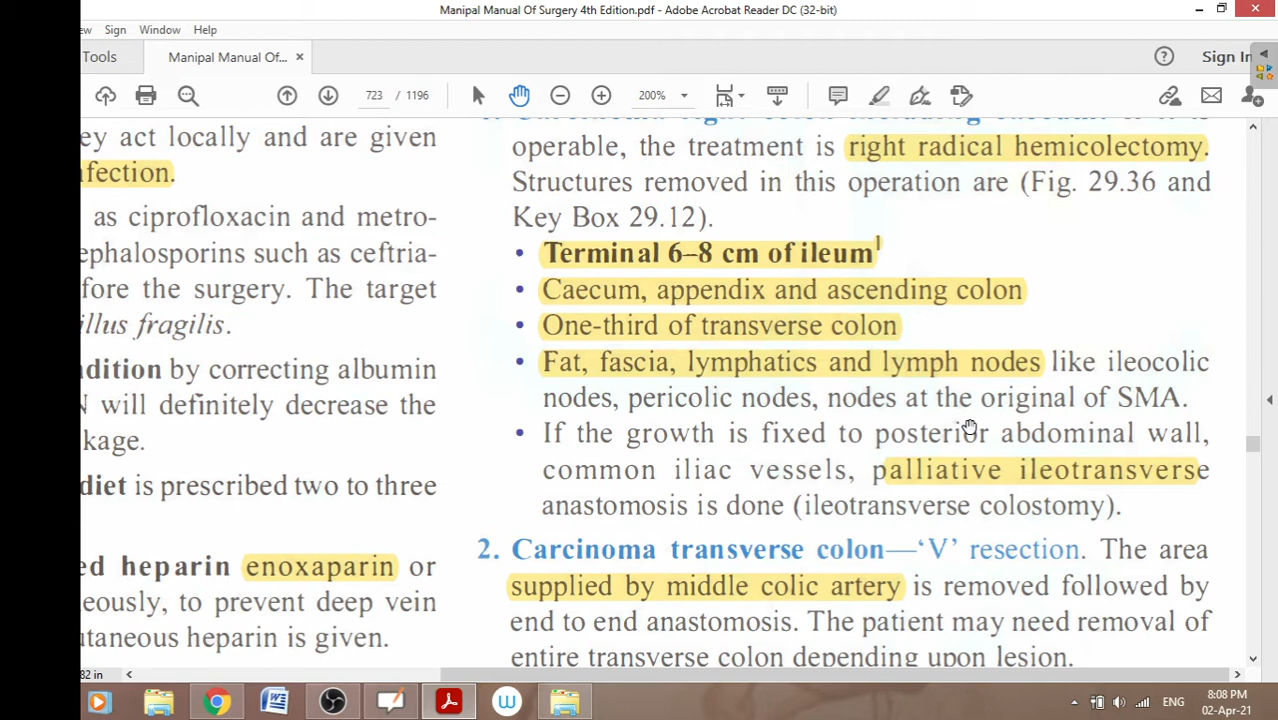 Manipal Manual Of Surgery 4th Edition.pdf - Adobe Acrobat Reader DC (32-bit)
Sign Window Help
Tools
Manipal Manual Of... ×
Sign In
723 / 1196
200%
ey act locally and are given
nfection.
as ciprofloxacin and metro-
ephalosporins such as ceftria-
fore the surgery. The target
illus fragilis.
ndition by correcting albumin
N will definitely decrease the
kage.
diet is prescribed two to three
ed heparin enoxaparin or
neously, to prevent deep vein
utaneous heparin is given.
operable, the treatment is right radical hemicolectomy.
Structures removed in this operation are (Fig. 29.36 and
Key Box 29.12).
• Terminal 6–8 cm of ileum
• Caecum, appendix and ascending colon
• One-third of transverse colon
• Fat, fascia, lymphatics and lymph nodes like ileocolic
nodes, pericolic nodes, nodes at the original of SMA.
• If the growth is fixed to posterior abdominal wall,
common iliac vessels, palliative ileotransverse
anastomosis is done (ileotransverse colostomy).
2. Carcinoma transverse colon—‘V’ resection. The area
supplied by middle colic artery is removed followed by
end to end anastomosis. The patient may need removal of
entire transverse colon depending upon lesion.
82 in
ENG
8:08 PM
02-Apr-21